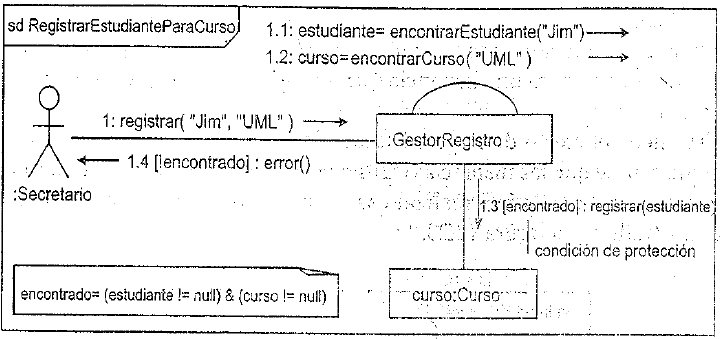 sd RegistrarEstudianteParaCurso
1.1: estudiante= encontrarEstudiante("Jim")
1.2: curso=encontrarCurso( "UML" )
1: registrar( "Jim", "UML" )
:GestorRegistro
1.4 [!encontrado] : error()
:Secretario
1.3 [encontrado] : registrar(estudiante)
condición de protección
encontrado= (estudiante != null) & (curso != null)
curso:Curso